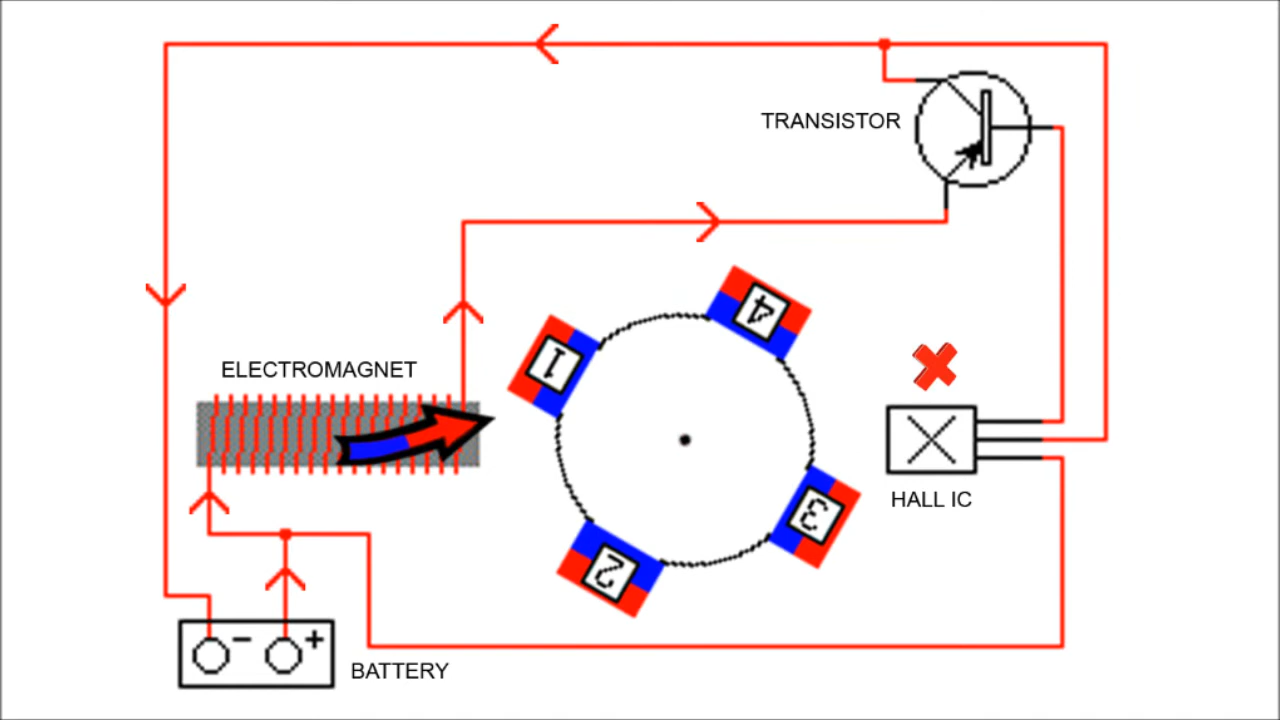 TRANSISTOR
4
1
ELECTROMAGNET
HALL IC
3
2
− +
BATTERY